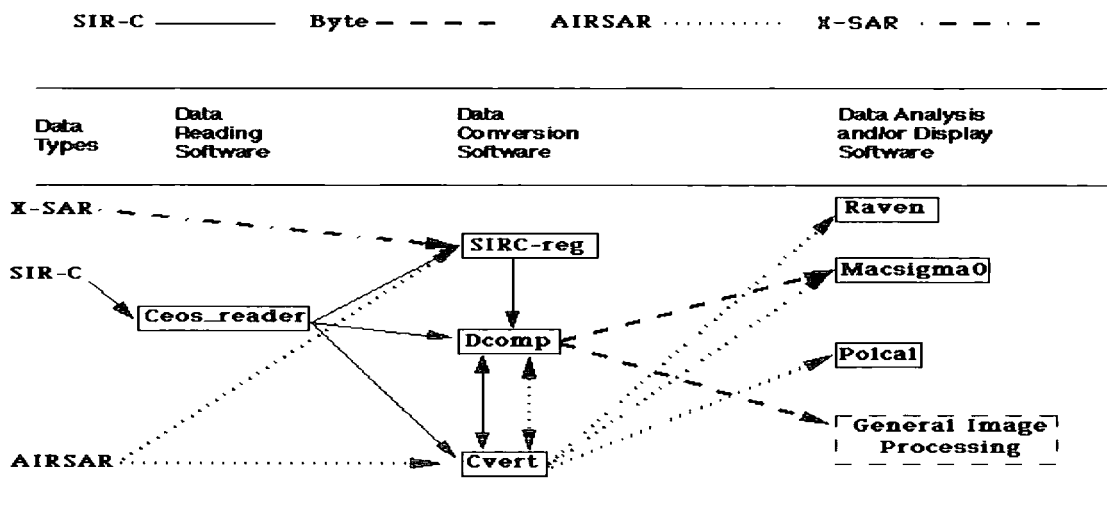 SIR-C Byte AIRSAR X-SAR
Data Types
Data Reading Software
Data Conversion Software
Data Analysis and/or Display Software
X-SAR
SIR-C
AIRSAR
Ceos_reader
SIRC-reg
Dcomp
Cvert
Raven
Macsigma0
Polcal
General Image
Processing